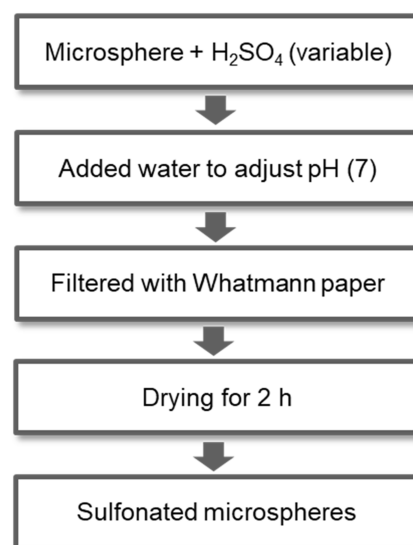 Microsphere + H₂SO₄ (variable)
Added water to adjust pH (7)
Filtered with Whatmann paper
Drying for 2 h
Sulfonated microspheres